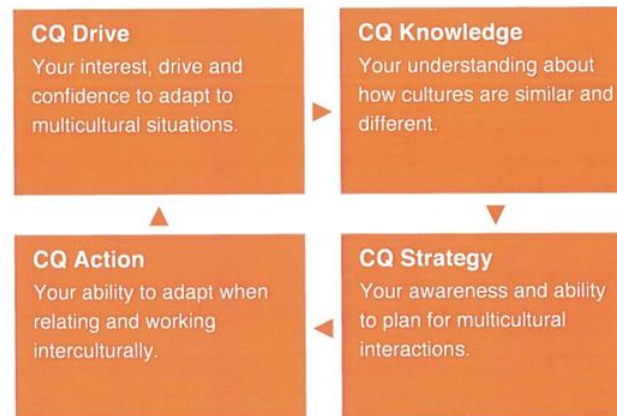 CQ Drive
Your interest, drive and
confidence to adapt to
multicultural situations.
CQ Knowledge
Your understanding about
how cultures are similar and
different.
CQ Action
Your ability to adapt when
relating and working
interculturally.
CQ Strategy
Your awareness and ability
to plan for multicultural
interactions.